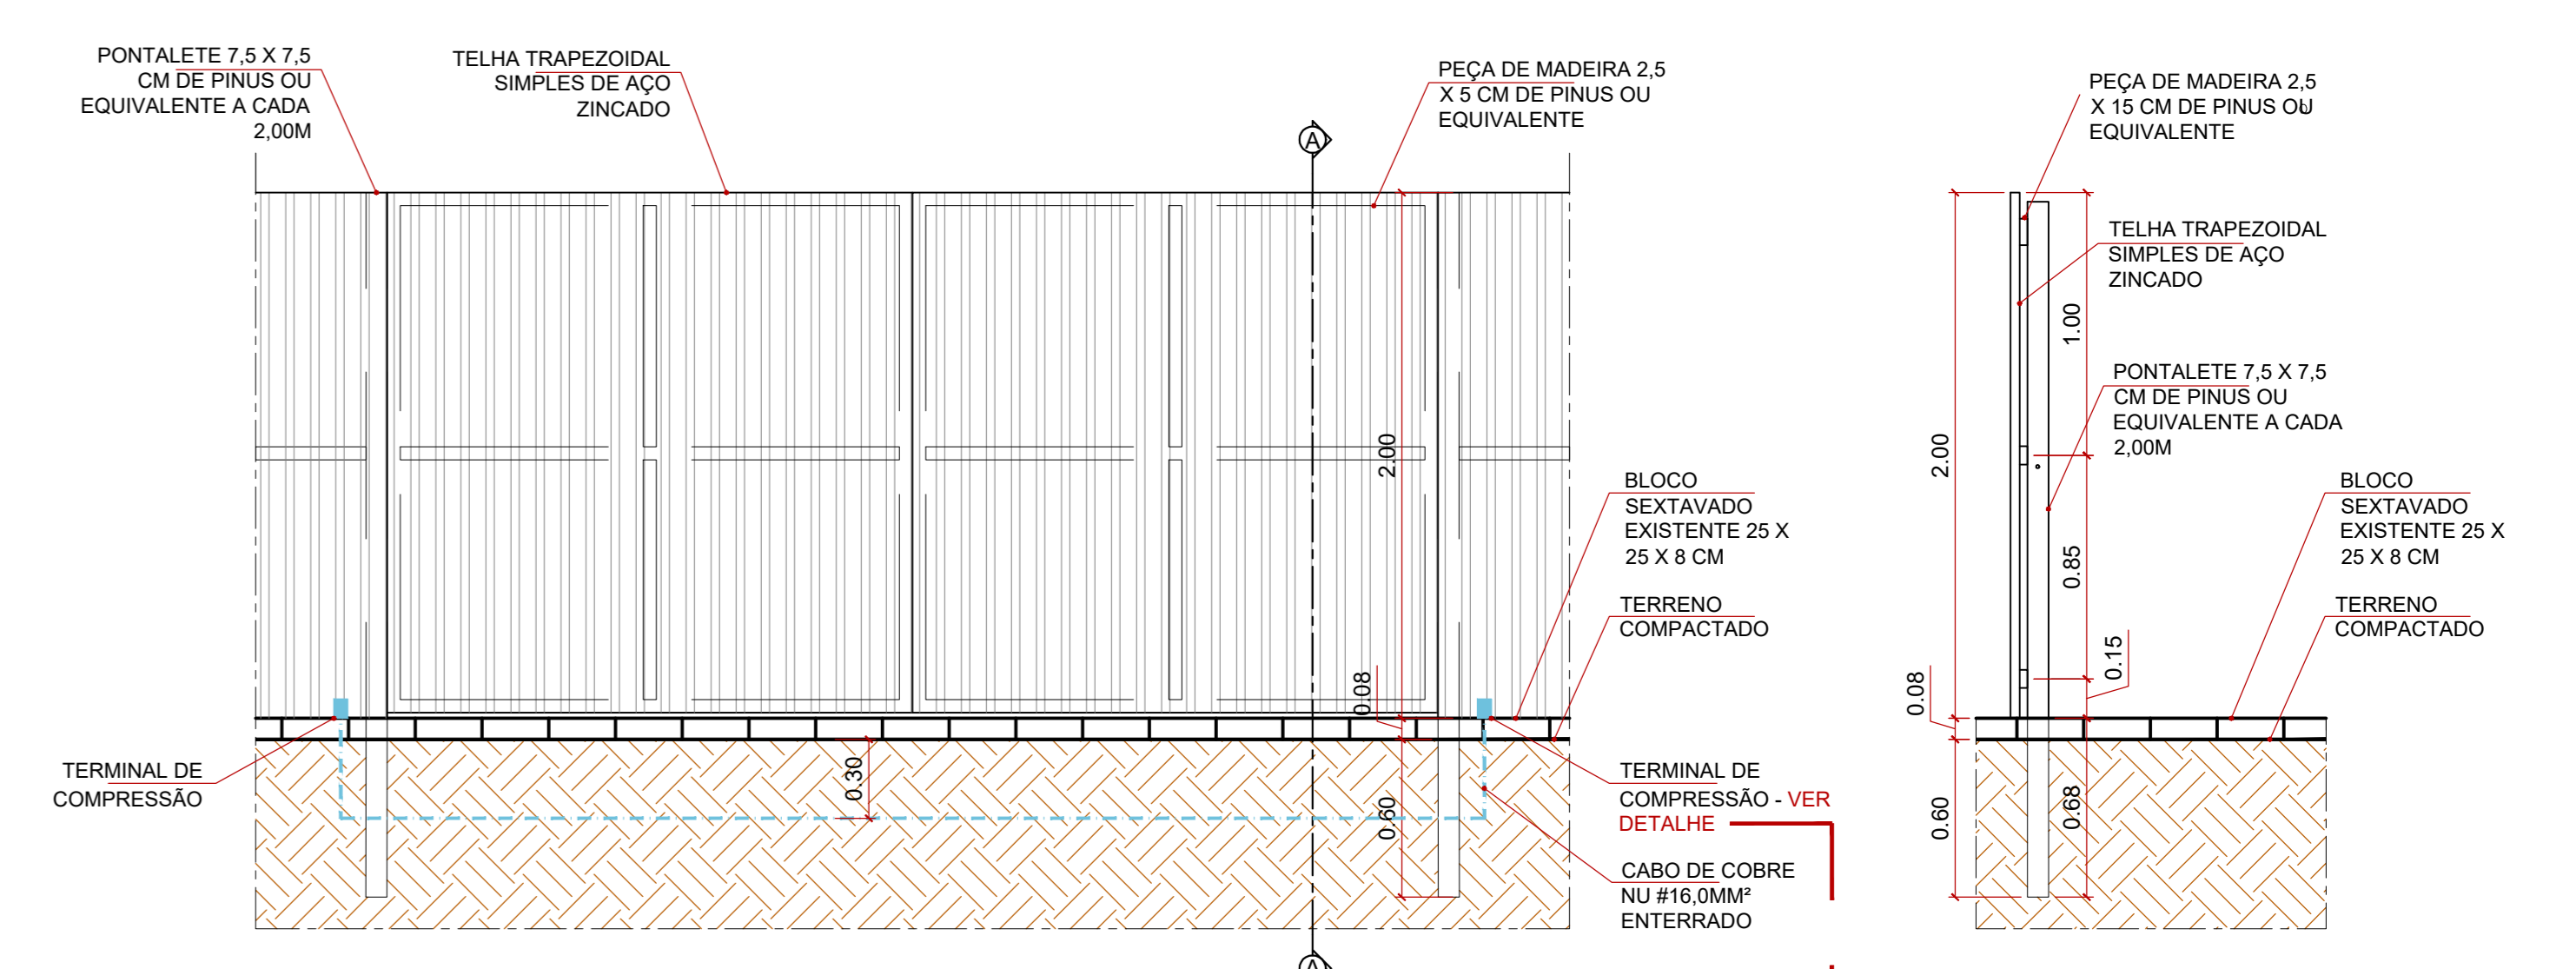 PONTALETE 7,5 X 7,5
CM DE PINUS OU
EQUIVALENTE A CADA
2,00M
TELHA TRAPEZOIDAL
SIMPLES DE AÇO
ZINCADO
PEÇA DE MADEIRA 2,5
X 5 CM DE PINUS OU
EQUIVALENTE
A
2.00
0.08
0.30
0.60
BLOCO
SEXTAVADO
EXISTENTE 25 X
25 X 8 CM
TERRENO
COMPACTADO
TERMINAL DE
COMPRESSÃO
TERMINAL DE
COMPRESSÃO - VER
DETALHE
CABO DE COBRE
NU #16,0MM²
ENTERRADO
A
PEÇA DE MADEIRA 2,5
X 15 CM DE PINUS OU
EQUIVALENTE
TELHA TRAPEZOIDAL
SIMPLES DE AÇO
ZINCADO
1.00
PONTALETE 7,5 X 7,5
CM DE PINUS OU
EQUIVALENTE A CADA
2,00M
2.00
0.85
BLOCO
SEXTAVADO
EXISTENTE 25 X
25 X 8 CM
TERRENO
COMPACTADO
0.15
0.08
0.60
0.68